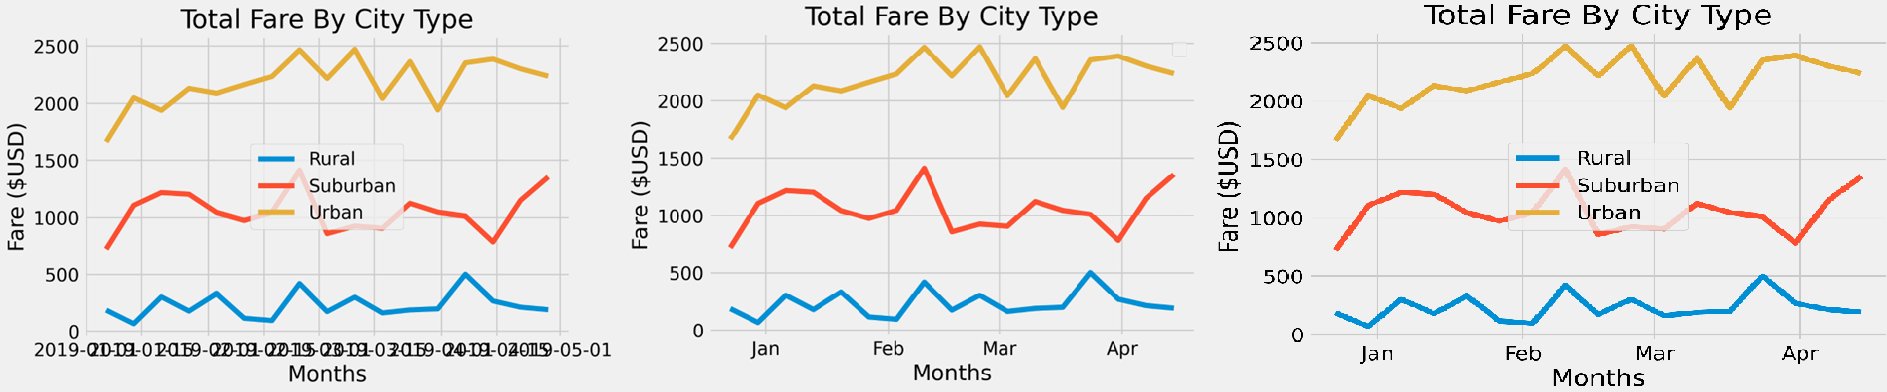 Total Fare By City Type
Fare ($USD)
2500
2000
1500
1000
500
0
Rural
Suburban
Urban
2019-05-01
Months
Total Fare By City Type
Fare ($USD)
2500
2000
1500
1000
500
0
Jan Feb Mar Apr
Months
Total Fare By City Type
Fare ($USD)
2500
2000
1500
1000
500
0
Rural
Suburban
Urban
Jan Feb Mar Apr
Months